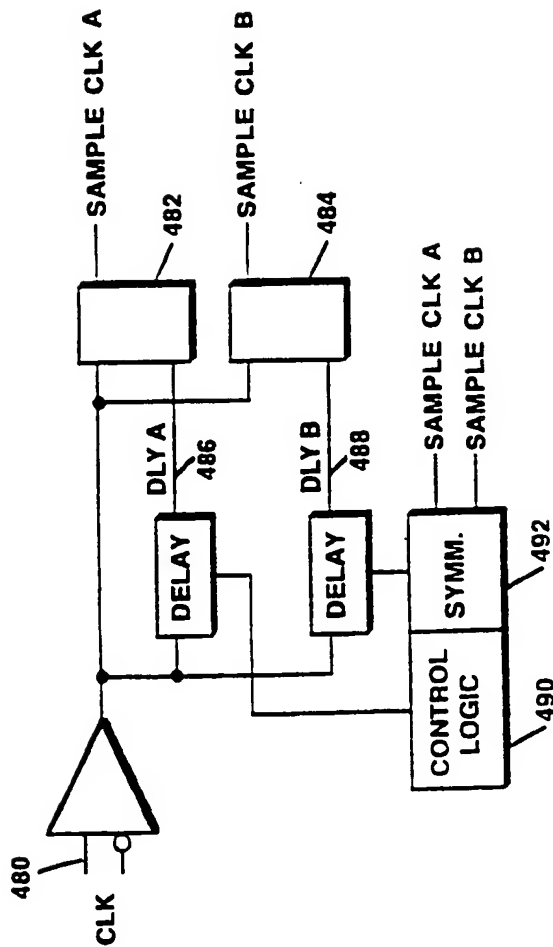 SAMPLE CLK A
482
SAMPLE CLK B
484
DLY A
486
DLY B
488
DELAY
DELAY
480
CLK
SAMPLE CLK A
SAMPLE CLK B
CONTROL
LOGIC
SYMM.
490
492